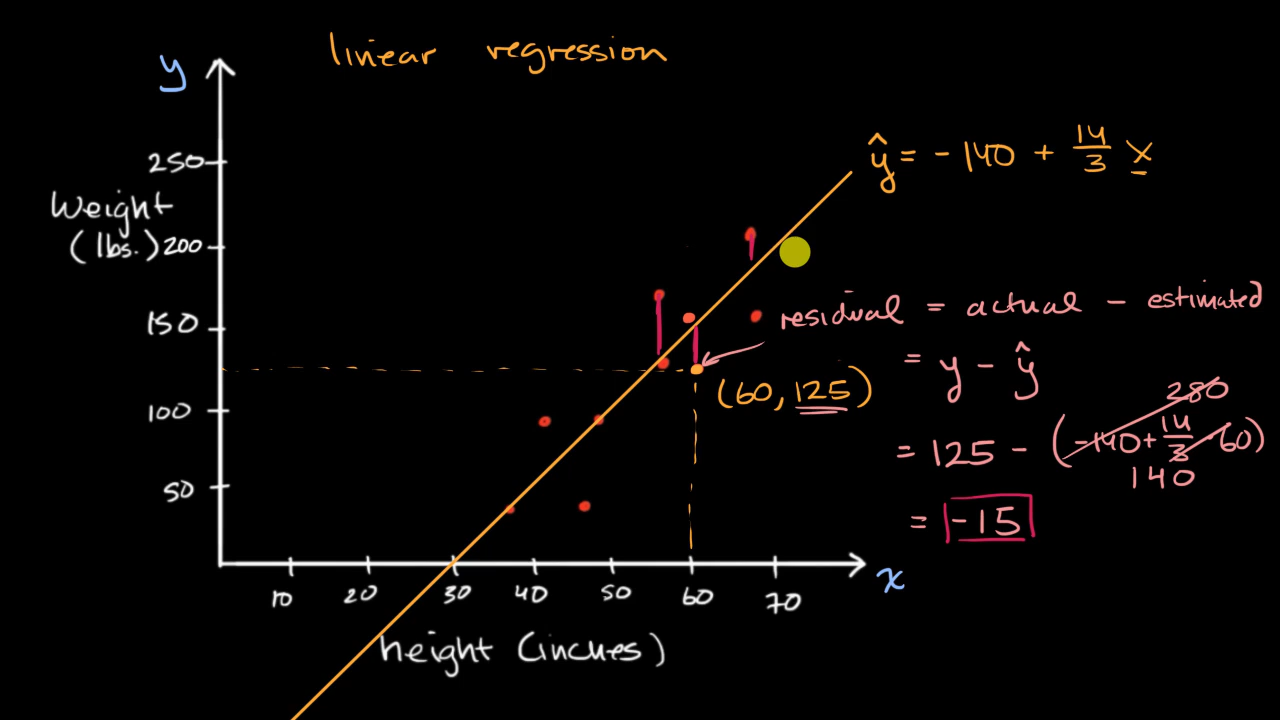 linear regression
y
250
Weight
(lbs.) 200
150
100
50
10 20 30 40 50 60 70
x
height (inches)
ŷ = -140 + 14/3 x
residual = actual - estimated
= y - ŷ
(60, 125)
280
= 125 - (-140 + 14/3 · 60)
140
= -15